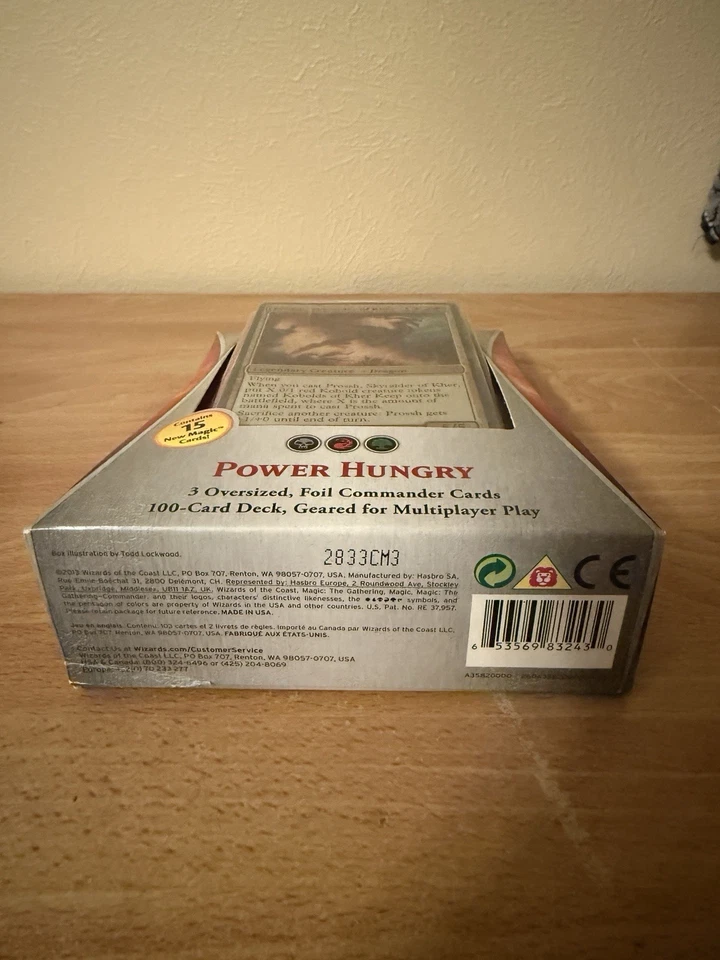 Legendary Creature – Dragon
Flying
When you cast Prossh, Skyraider of Kher,
put X 0/1 red Kobold creature tokens
named Kobolds of Kher Keep onto the
battlefield, where X is the amount of
mana spent to cast Prossh.
Sacrifice another creature: Prossh gets
+1/+0 until end of turn.
Contains
15
New Magic™
Cards!
POWER HUNGRY
3 Oversized, Foil Commander Cards
100-Card Deck, Geared for Multiplayer Play
Box illustration by Todd Lockwood.
2833CM3
©2013 Wizards of the Coast LLC, PO Box 707, Renton, WA 98057-0707, USA. Manufactured by: Hasbro SA,
Rue Emile-Boéchat 31, 2800 Delémont, CH. Represented by: Hasbro Europe, 2 Roundwood Ave, Stockley
Park, Uxbridge, Middlesex, UB11 1AZ, UK. Wizards of the Coast, Magic: The Gathering, Magic, Magic: The
Gathering–Commander, and their logos, characters' distinctive likenesses, the symbols, and
the pentagon of colors are property of Wizards in the USA and other countries. U.S. Pat. No. RE 37,957.
Please retain package for future reference. MADE IN USA.
Jeu en anglais. Contenu: 103 cartes et 2 livrets de règles. Importé au Canada par Wizards of the Coast LLC,
PO Box 707, Renton, WA 98057-0707, USA. FABRIQUÉ AUX ÉTATS-UNIS.
Contact Us at Wizards.com/CustomerService
Wizards of the Coast LLC, PO Box 707, Renton, WA 98057-0707, USA
USA & Canada: (800) 324-6496 or (425) 204-8069
Europe: 70 233 277
CE
6 53569 83243 0
A35820000